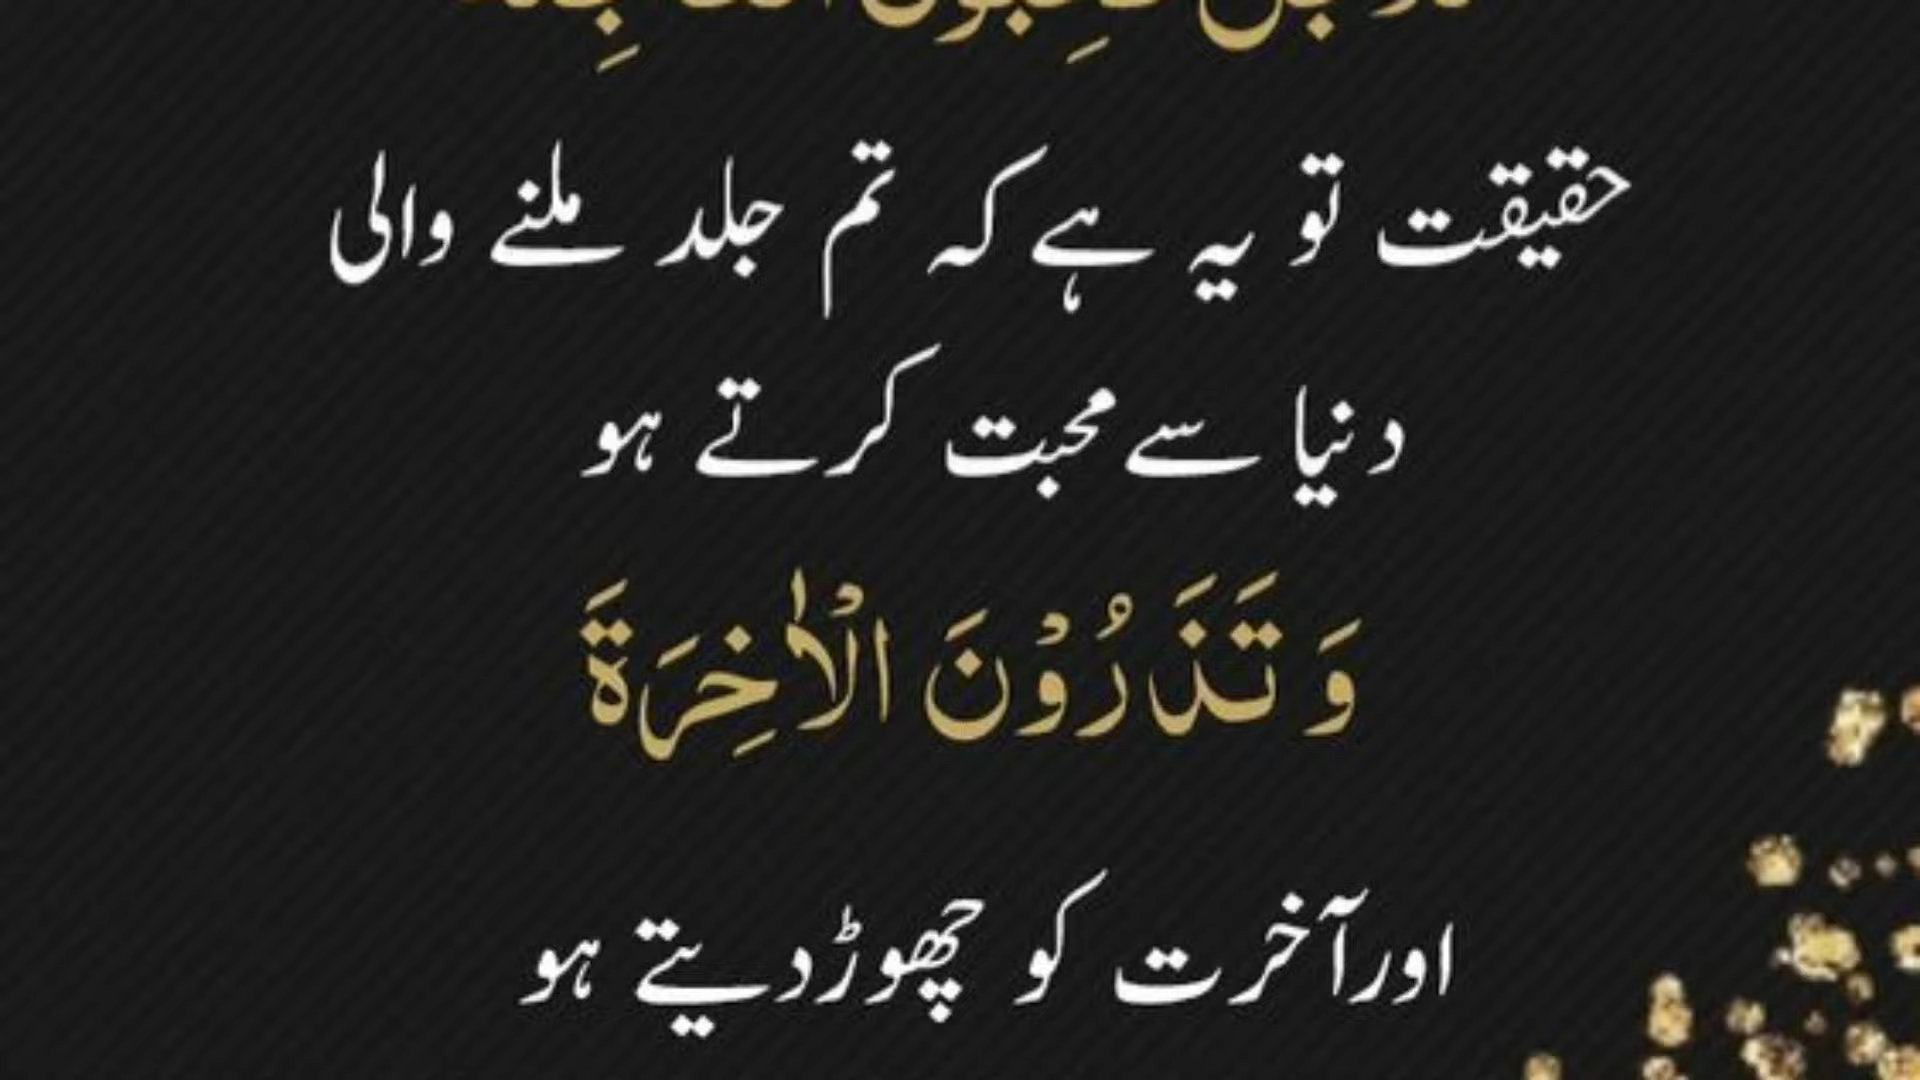 حقیقت تو یہ ہے کہ تم جلد ملنے والی
دنیا سے محبت کرتے ہو
وَ تَذَرُوْنَ الْاٰخِرَةَ
اور آخرت کو چھوڑ دیتے ہو